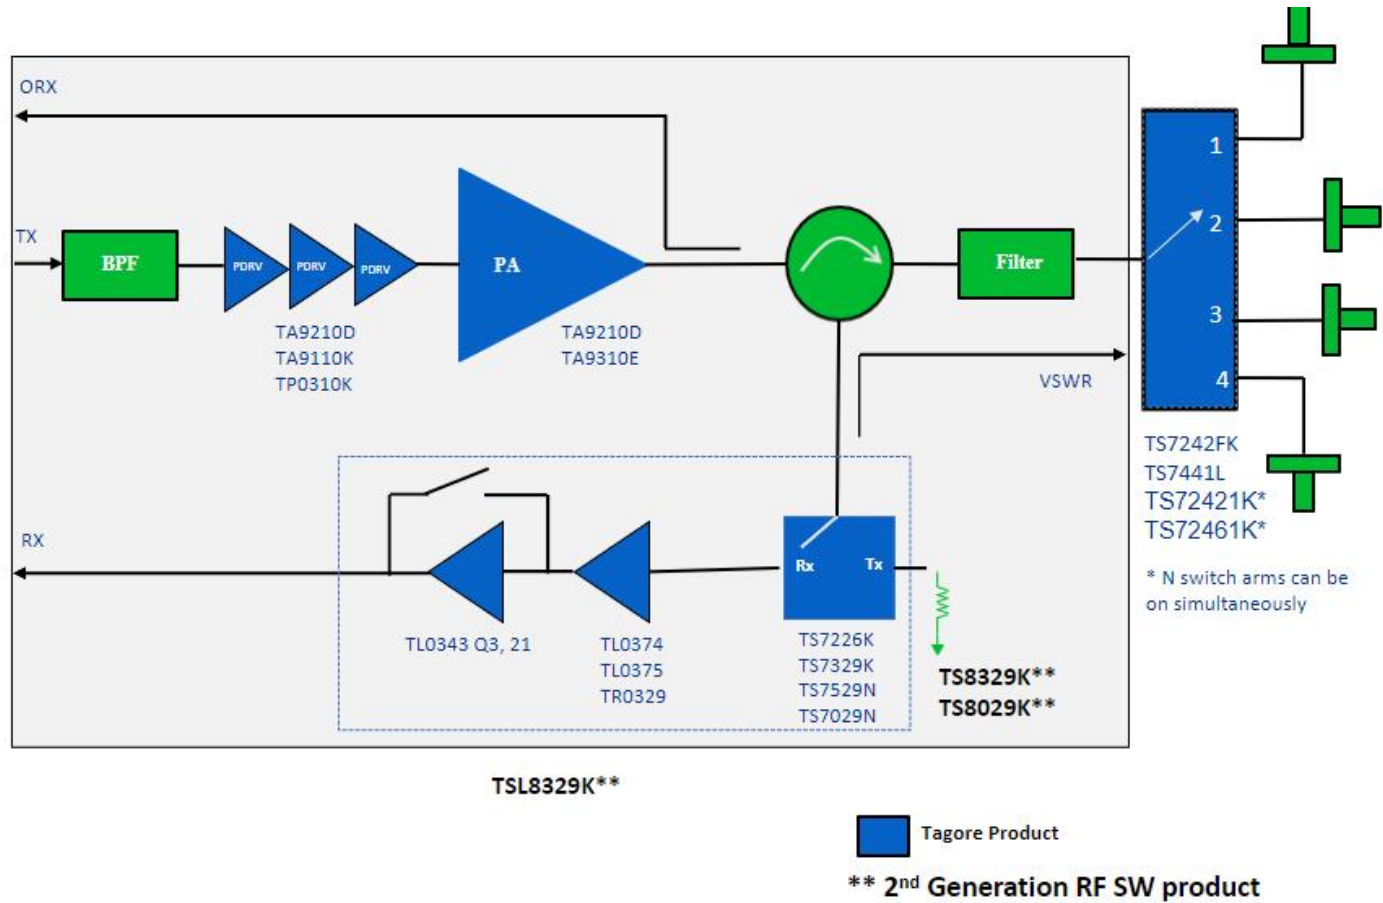 ORX
TX
BPF
PDRV
PDRV
PDRV
PA
Filter
1
2
3
4
TA9210D
TA9110K
TP0310K
TA9210D
TA9310E
VSWR
TS7242FK
TS7441L
TS72421K*
TS72461K*
* N switch arms can be
on simultaneously
RX
Rx
Tx
TL0343 Q3, 21
TL0374
TL0375
TR0329
TS7226K
TS7329K
TS7529N
TS7029N
TS8329K**
TS8029K**
TSL8329K**
Tagore Product
** 2nd Generation RF SW product